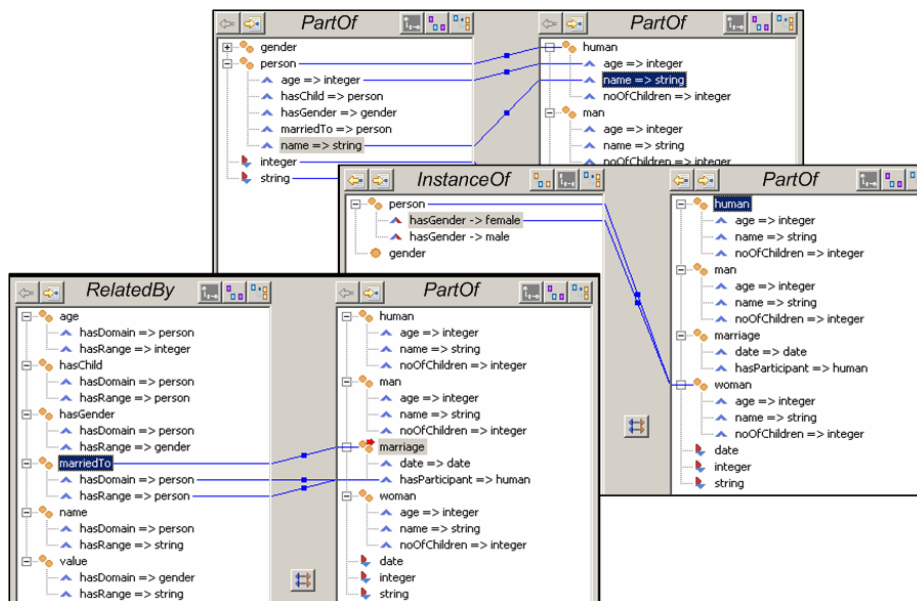 PartOf
gender
person
age => integer
hasChild => person
hasGender => gender
marriedTo => person
name => string
integer
string
PartOf
human
age => integer
name => string
noOfChildren => integer
man
age => integer
name => string
noOfChildren => integer
InstanceOf
person
hasGender -> female
hasGender -> male
gender
PartOf
human
age => integer
name => string
noOfChildren => integer
man
age => integer
name => string
noOfChildren => integer
marriage
date => date
hasParticipant => human
woman
age => integer
name => string
noOfChildren => integer
date
integer
string
RelatedBy
age
hasDomain => person
hasRange => integer
hasChild
hasDomain => person
hasRange => person
hasGender
hasDomain => person
hasRange => gender
marriedTo
hasDomain => person
hasRange => person
name
hasDomain => person
hasRange => string
value
hasDomain => gender
hasRange => string
PartOf
human
age => integer
name => string
noOfChildren => integer
man
age => integer
name => string
noOfChildren => integer
marriage
date => date
hasParticipant => human
woman
age => integer
name => string
noOfChildren => integer
date
integer
string